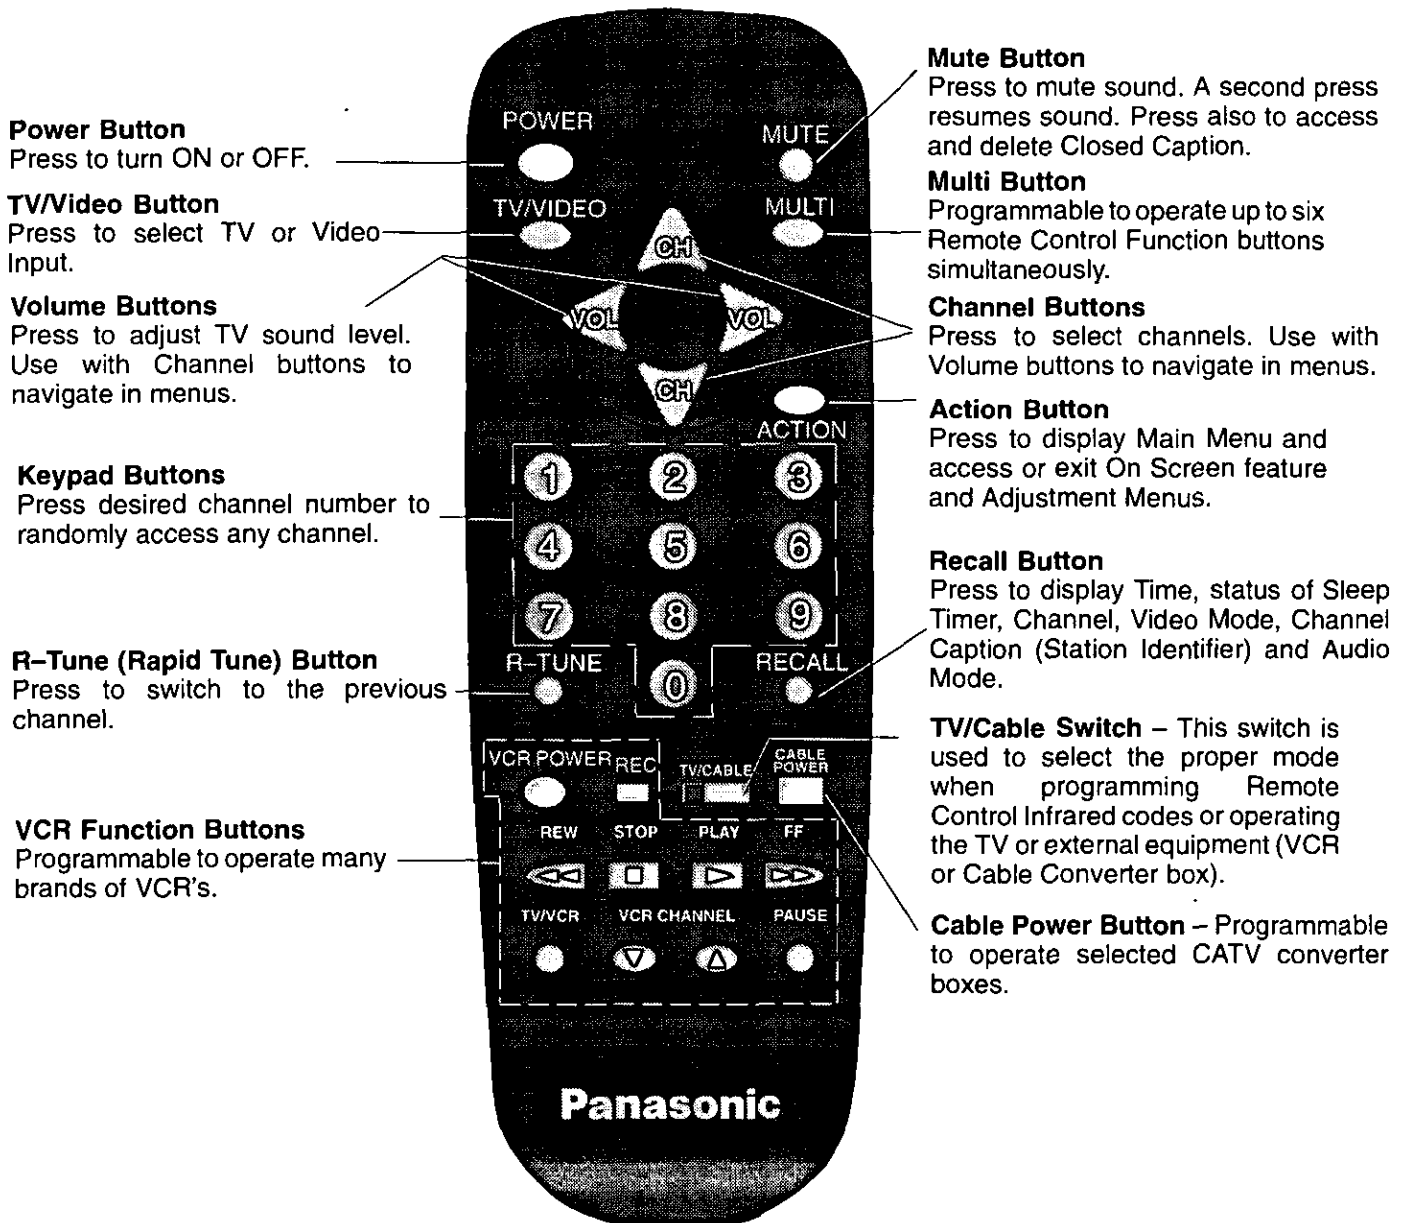 Power Button
Press to turn ON or OFF.
TV/Video Button
Press to select TV or Video
Input.
Volume Buttons
Press to adjust TV sound level.
Use with Channel buttons to
navigate in menus.
Keypad Buttons
Press desired channel number to
randomly access any channel.
R–Tune (Rapid Tune) Button
Press to switch to the previous
channel.
VCR Function Buttons
Programmable to operate many
brands of VCR's.
POWER
MUTE
TV/VIDEO
MULTI
CH
VOL
VOL
CH
ACTION
1 2 3
4 5 6
7 8 9
R–TUNE
0
RECALL
VCR POWER
REC
TV/CABLE
CABLE
POWER
REW STOP PLAY FF
TV/VCR VCR CHANNEL PAUSE
Panasonic
Mute Button
Press to mute sound. A second press
resumes sound. Press also to access
and delete Closed Caption.
Multi Button
Programmable to operate up to six
Remote Control Function buttons
simultaneously.
Channel Buttons
Press to select channels. Use with
Volume buttons to navigate in menus.
Action Button
Press to display Main Menu and
access or exit On Screen feature
and Adjustment Menus.
Recall Button
Press to display Time, status of Sleep
Timer, Channel, Video Mode, Channel
Caption (Station Identifier) and Audio
Mode.
TV/Cable Switch – This switch is
used to select the proper mode
when programming Remote
Control Infrared codes or operating
the TV or external equipment (VCR
or Cable Converter box).
Cable Power Button – Programmable
to operate selected CATV converter
boxes.